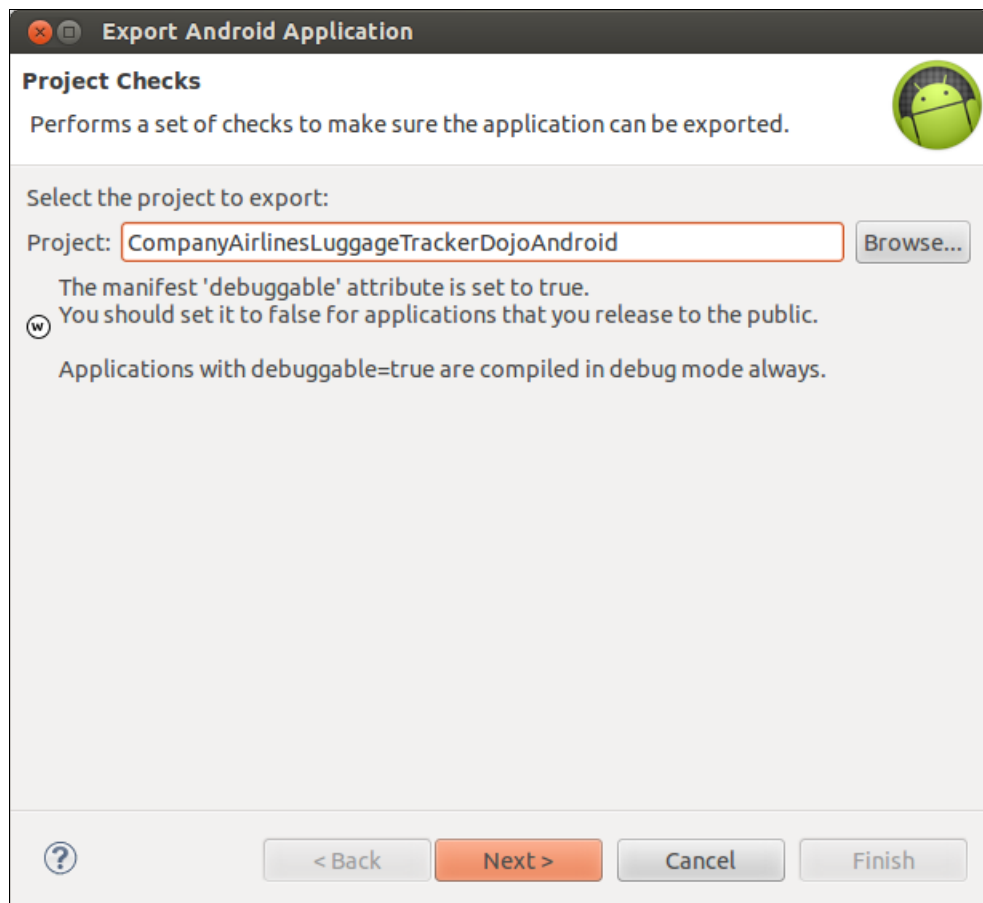 Export Android Application
Project Checks
Performs a set of checks to make sure the application can be exported.
Select the project to export:
Project: CompanyAirlinesLuggageTrackerDojoAndroid Browse...
The manifest 'debuggable' attribute is set to true.
W You should set it to false for applications that you release to the public.
Applications with debuggable=true are compiled in debug mode always.
? < Back Next > Cancel Finish